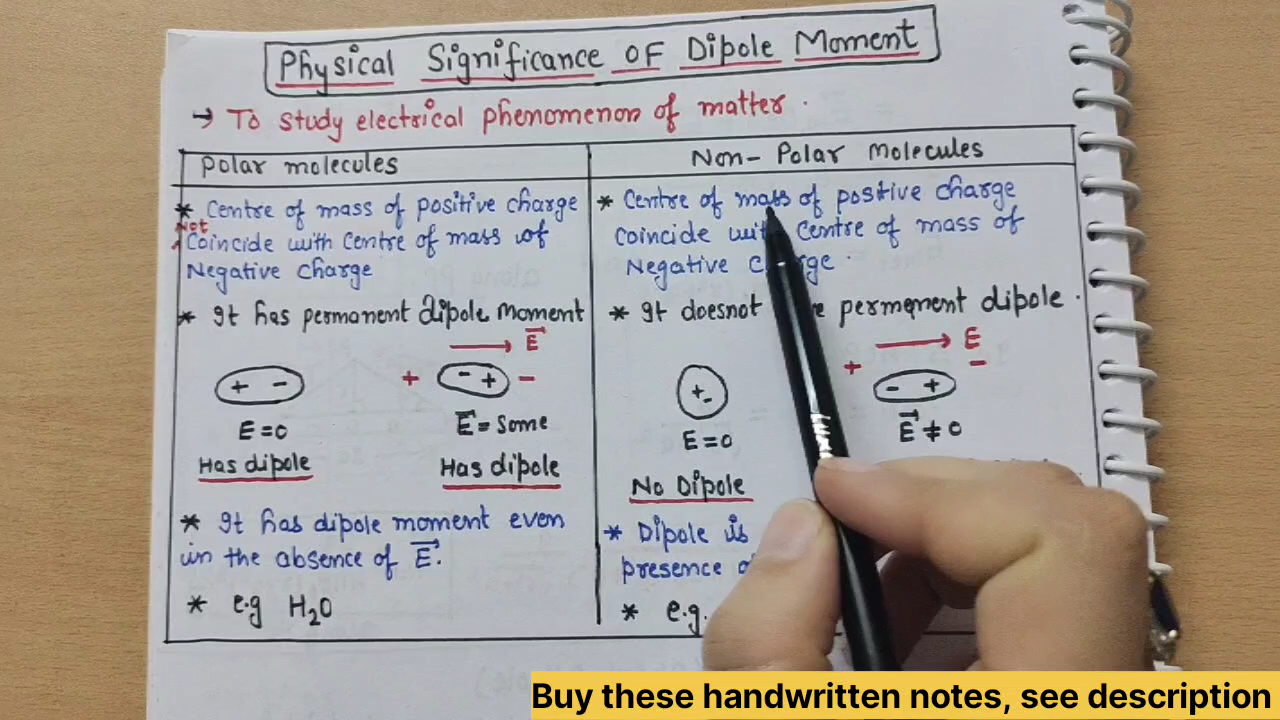 Physical Significance OF Dipole Moment
→ To study electrical phenomenon of matter.
Polar molecules
* Centre of mass of positive charge
Not
Coincide with centre of mass of
Negative charge
* It has permanent dipole moment
E
+ - + - + -
E=0
E = Some
Has dipole
Has dipole
* It has dipole moment even
in the absence of E.
* e.g H2O
Non-Polar Molecules
* Centre of mass of positive charge
coincide with centre of mass of
Negative charge.
* It doesnot permanent dipole.
E
+ - + - + -
E=0
E ≠ 0
No Dipole
* Dipole is
presence
* e.g.
Buy these handwritten notes, see description